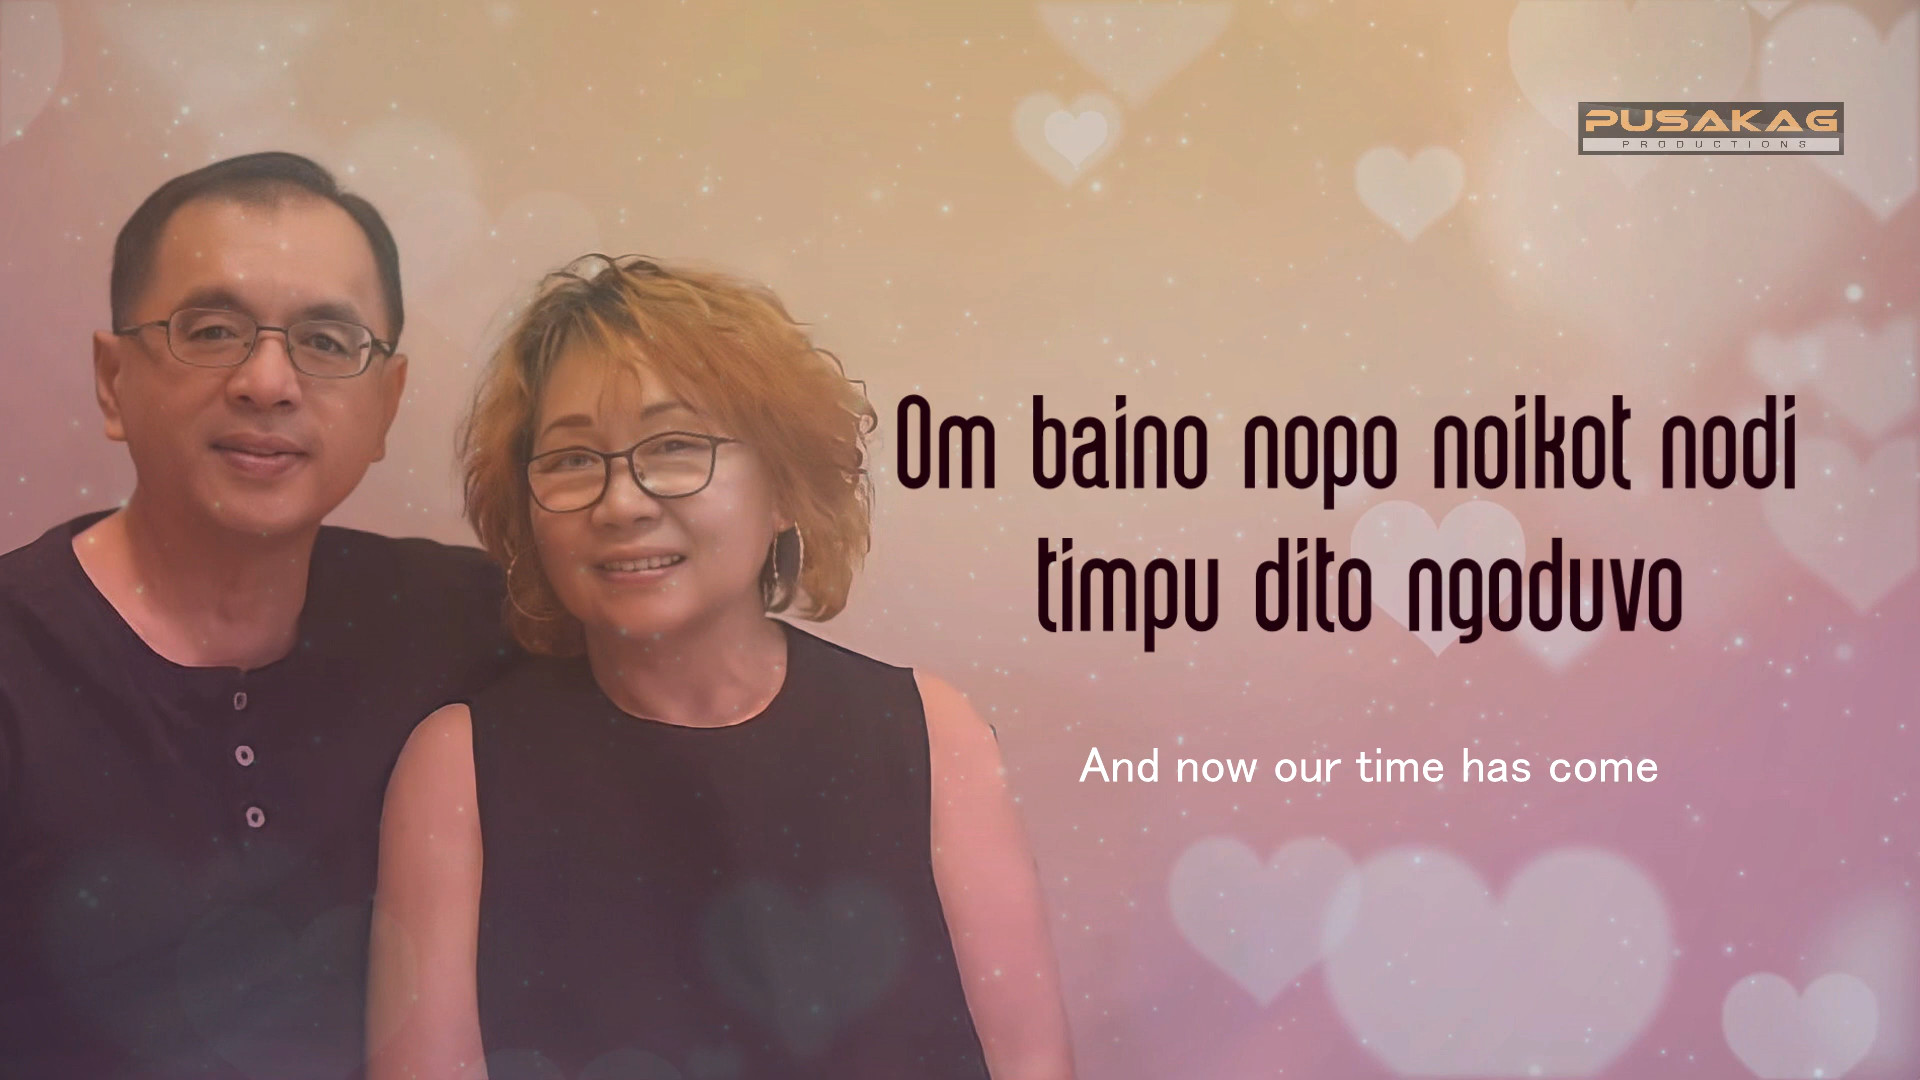 PUSAKAG
PRODUCTIONS
Om baino nopo noikot nodi
timpu dito ngoduvo
And now our time has come